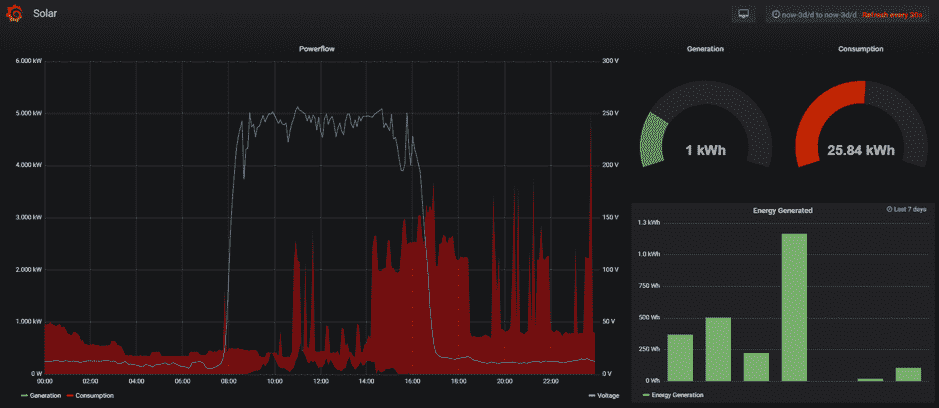 Solar
now-3d/d to now-3d/d Refresh every 30s
Powerflow
6.000 kW
5.000 kW
4.000 kW
3.000 kW
2.000 kW
1.000 kW
0 W
300 V
250 V
200 V
150 V
100 V
50 V
0 V
00:00 02:00 04:00 06:00 08:00 10:00 12:00 14:00 16:00 18:00 20:00 22:00
Generation Consumption Voltage
Generation
1 kWh
Consumption
25.84 kWh
Energy Generated
Last 7 days
1.3 kWh
1.0 kWh
750 Wh
500 Wh
250 Wh
0 Wh
Energy Generation